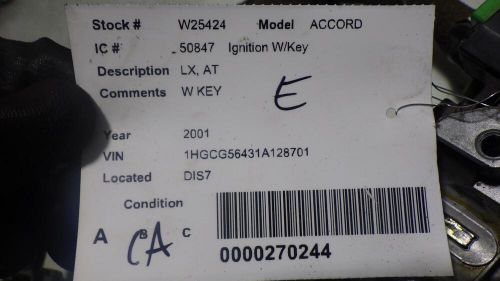 Stock # W25424 Model ACCORD
IC # 50847 Ignition W/Key
Description LX, AT
Comments W KEY
E
Year 2001
VIN 1HGCG56431A128701
Located DIS7
Condition
A B C
CA
0000270244